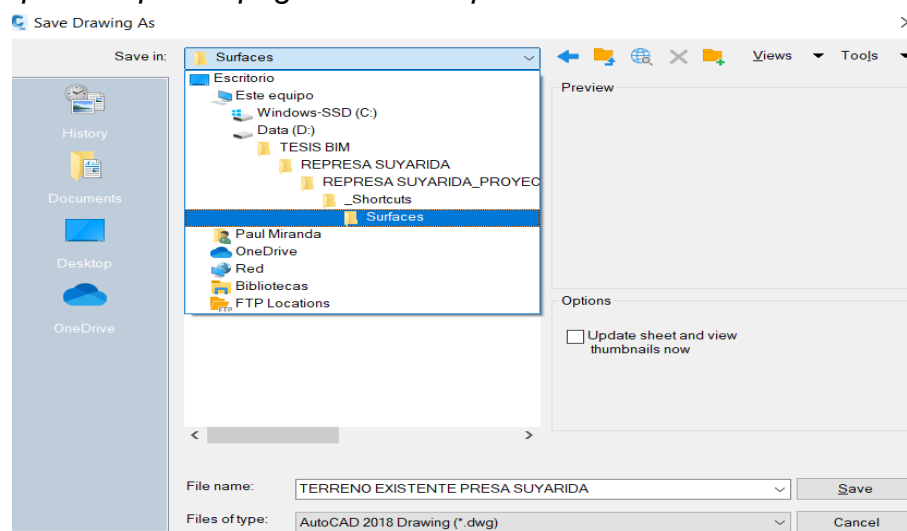 Save Drawing As
Save in:
Surfaces
Views
Tools
Escritorio
Este equipo
Windows-SSD (C:)
Data (D:)
TESIS BIM
REPRESA SUYARIDA
REPRESA SUYARIDA_PROYEC
_Shortcuts
Surfaces
Paul Miranda
OneDrive
Red
Bibliotecas
FTP Locations
History
Documents
Desktop
OneDrive
Preview
Options
Update sheet and view
thumbnails now
File name:
TERRENO EXISTENTE PRESA SUYARIDA
Save
Files of type:
AutoCAD 2018 Drawing (*.dwg)
Cancel